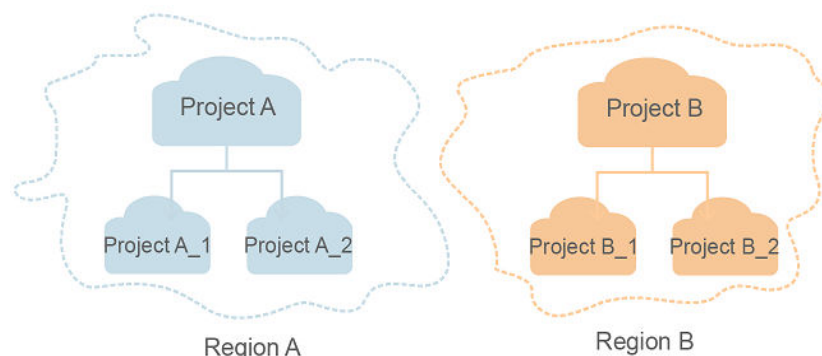 Project A
Project B
Project A_1
Project A_2
Project B_1
Project B_2
Region A
Region B